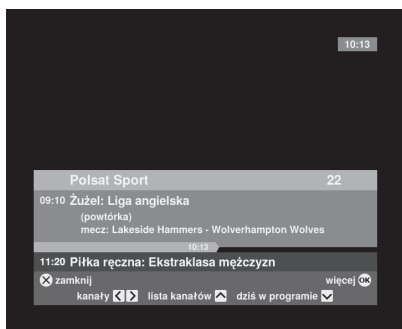 10:13
Polsat Sport 22
09:10 Żużel: Liga angielska
(powtórka)
mecz: Lakeside Hammers - Wolverhampton Wolves
10:13
11:20 Piłka ręczna: Ekstraklasa mężczyzn
zamknij więcej OK
kanały lista kanałów dziś w programie